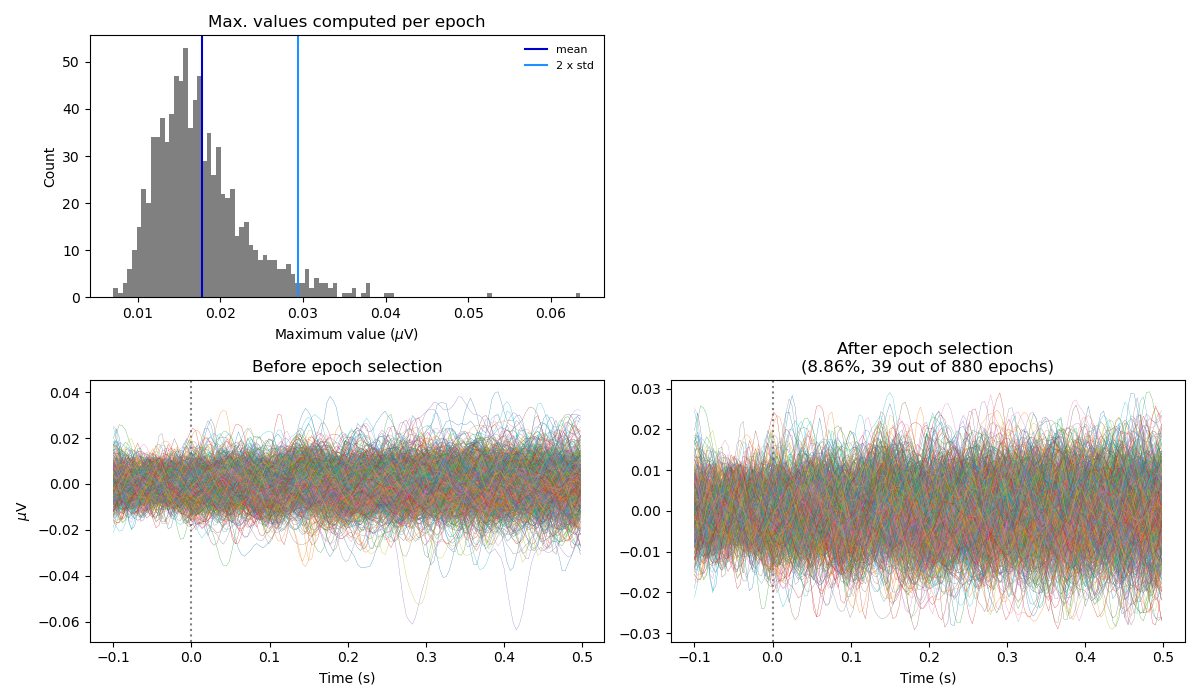 Max. values computed per epoch
Count
50
40
30
20
10
0
mean
2 x std
0.01 0.02 0.03 0.04 0.05 0.06
Maximum value (μV)
Before epoch selection
μV
0.04
0.02
0.00
−0.02
−0.04
−0.06
−0.1 0.0 0.1 0.2 0.3 0.4 0.5
Time (s)
After epoch selection
(8.86%, 39 out of 880 epochs)
0.03
0.02
0.01
0.00
−0.01
−0.02
−0.03
−0.1 0.0 0.1 0.2 0.3 0.4 0.5
Time (s)